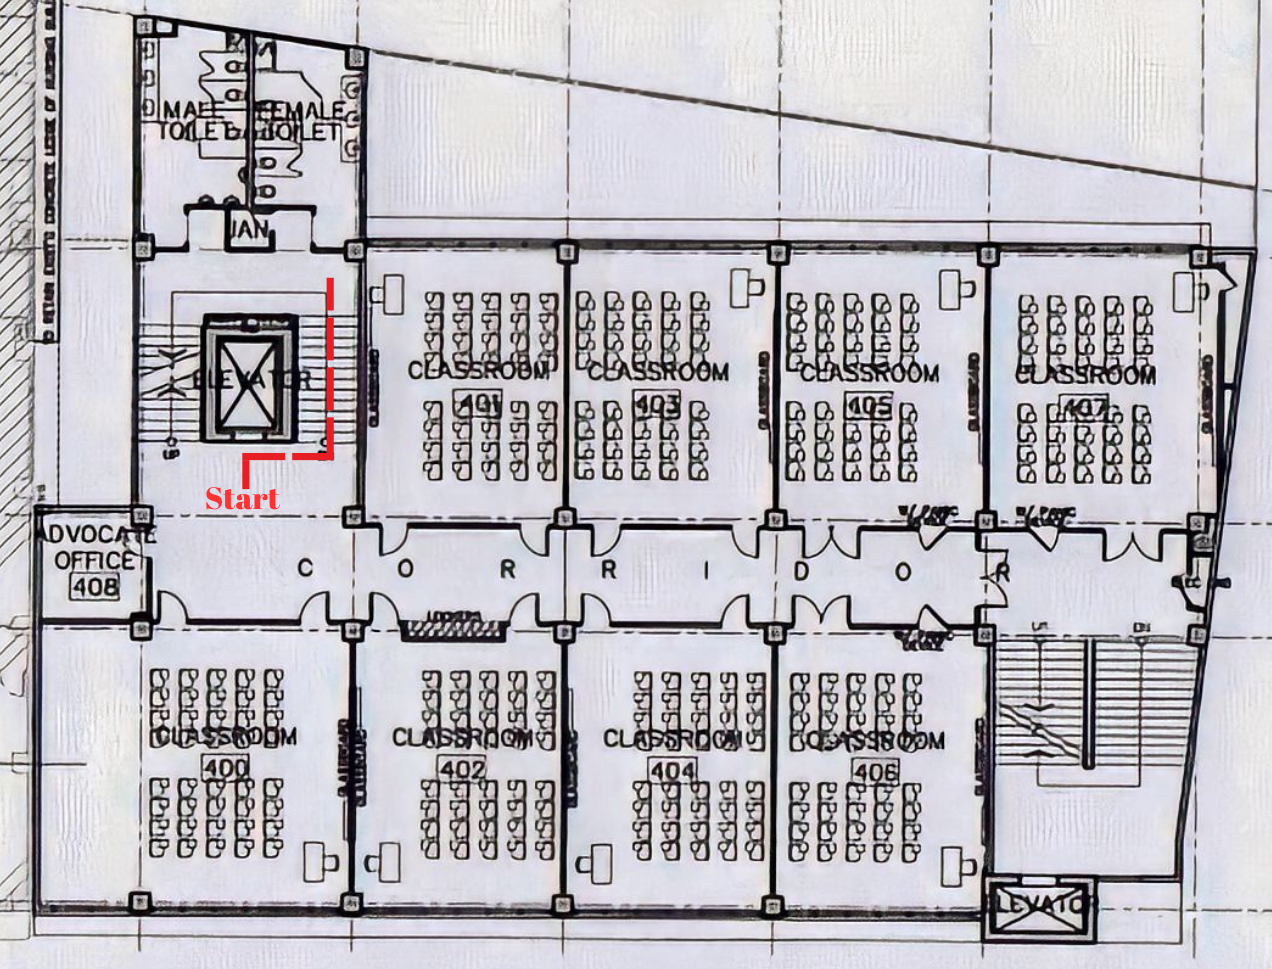 MALE
TOILET
FEMALE
TOILET
JAN
ELEVATOR
Start
CLASSROOM
401
CLASSROOM
403
CLASSROOM
405
CLASSROOM
407
ADVOCATE
OFFICE
408
C O R R I D O R
CLASSROOM
400
CLASSROOM
402
CLASSROOM
404
CLASSROOM
406
ELEVATOR